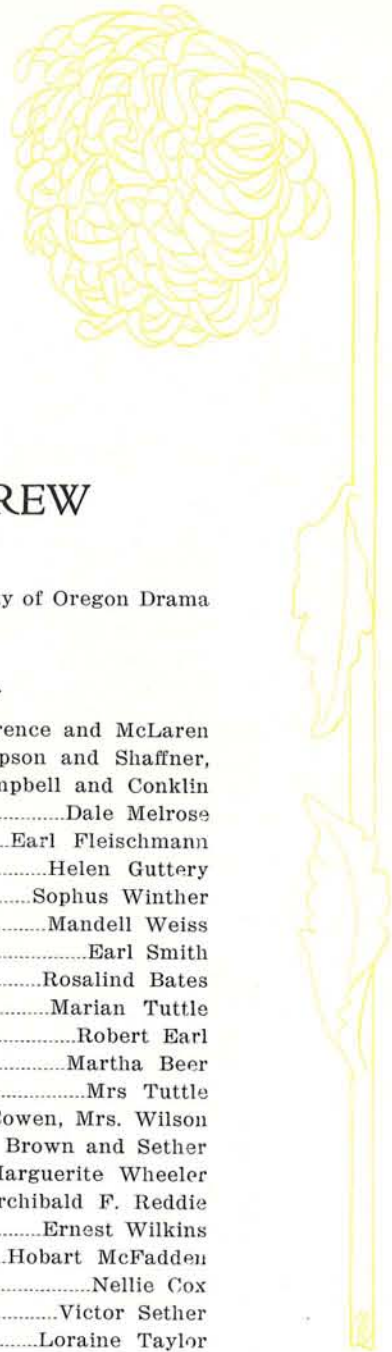 REW
y of Oregon Drama
rence and McLaren
pson and Shaffner,
mpbell and Conklin
............Dale Melrose
..Earl Fleischmann
.........Helen Guttery
......Sophus Winther
.........Mandell Weiss
.................Earl Smith
........Rosalind Bates
..........Marian Tuttle
...............Robert Earl
.............Martha Beer
.................Mrs Tuttle
Cowen, Mrs. Wilson
Brown and Sether
Marguerite Wheeler
rchibald F. Reddie
........Ernest Wilkins
..Hobart McFadden
..................Nellie Cox
............Victor Sether
........Loraine Taylor